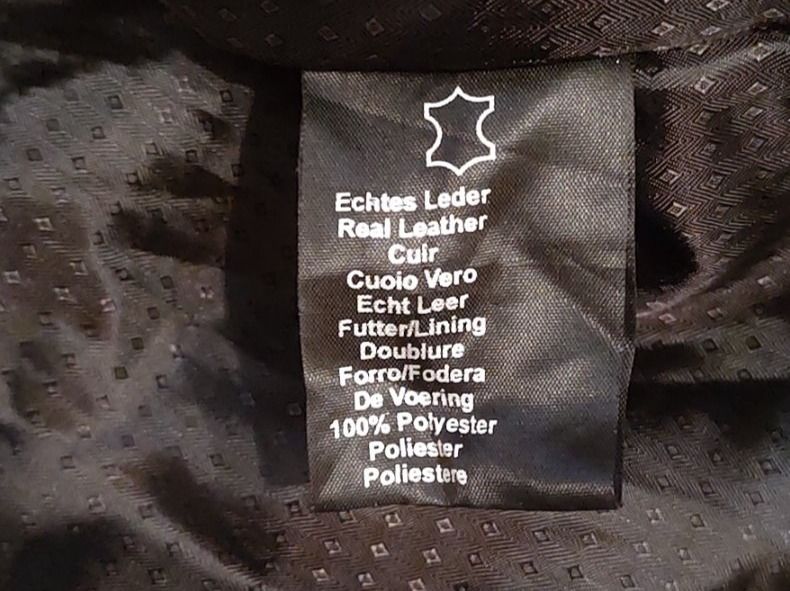 Echtes Leder
Real Leather
Cuir
Cuoio Vero
Echt Leer
Futter/Lining
Doublure
Forro/Fodera
De Voering
100% Polyester
Poliester
Poliestere